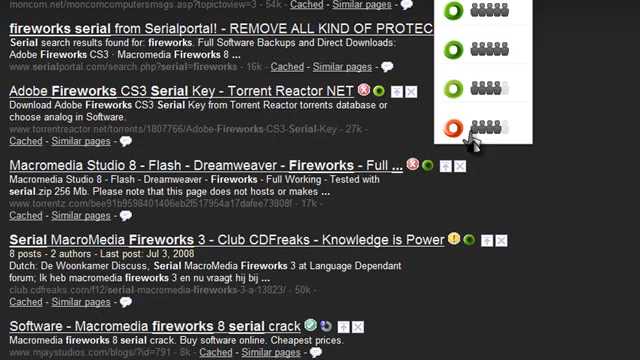 moncom.net/moncomputersmsgs.asp?topictoview=3 - 54k - Cached - Similar pages -
fireworks serial from Serialportal! - REMOVE ALL KIND OF PROTEC
Serial search results found for: fireworks. Full Software Backups and Direct Downloads:
Adobe Fireworks CS3 · Macromedia Fireworks 8 ...
www.serialportal.com/search.php?serial=fireworks - 16k - Cached - Similar pages -
Adobe Fireworks CS3 Serial Key - Torrent Reactor NET
Download Adobe Fireworks CS3 Serial Key from Torrent Reactor torrents database or
choose analog in Software.
www.torrentreactor.net/torrents/1807766/Adobe-Fireworks-CS3-Serial-Key - 27k -
Cached - Similar pages -
Macromedia Studio 8 - Flash - Dreamweaver - Fireworks - Full ...
Macromedia Studio 8 - Flash - Dreamweaver - Fireworks - Full Working - Tested with
serial.zip 256 Mb. Please note that this page does not hosts or makes ...
www.torrentz.com/bee91b9598401406eb2f517954a17dafee73808f - 17k -
Cached - Similar pages -
Serial MacroMedia Fireworks 3 - Club CDFreaks - Knowledge is Power
8 posts - 2 authors - Last post: Jul 3, 2008
Dutch: De Woonkamer Discuss, Serial MacroMedia Fireworks 3 at Language Dependant
forum; Ik heb macromedia fireworks 3 en nu vraagt hij bij ...
club.cdfreaks.com/f12/serial-macromedia-fireworks-3-a-13823/ - 50k -
Cached - Similar pages -
Software - Macromedia fireworks 8 serial crack
Macromedia fireworks 8 serial crack. Buy software online. Cheapest prices.
www.mjaystudios.com/blogs/?id=791 - 8k - Cached - Similar pages -